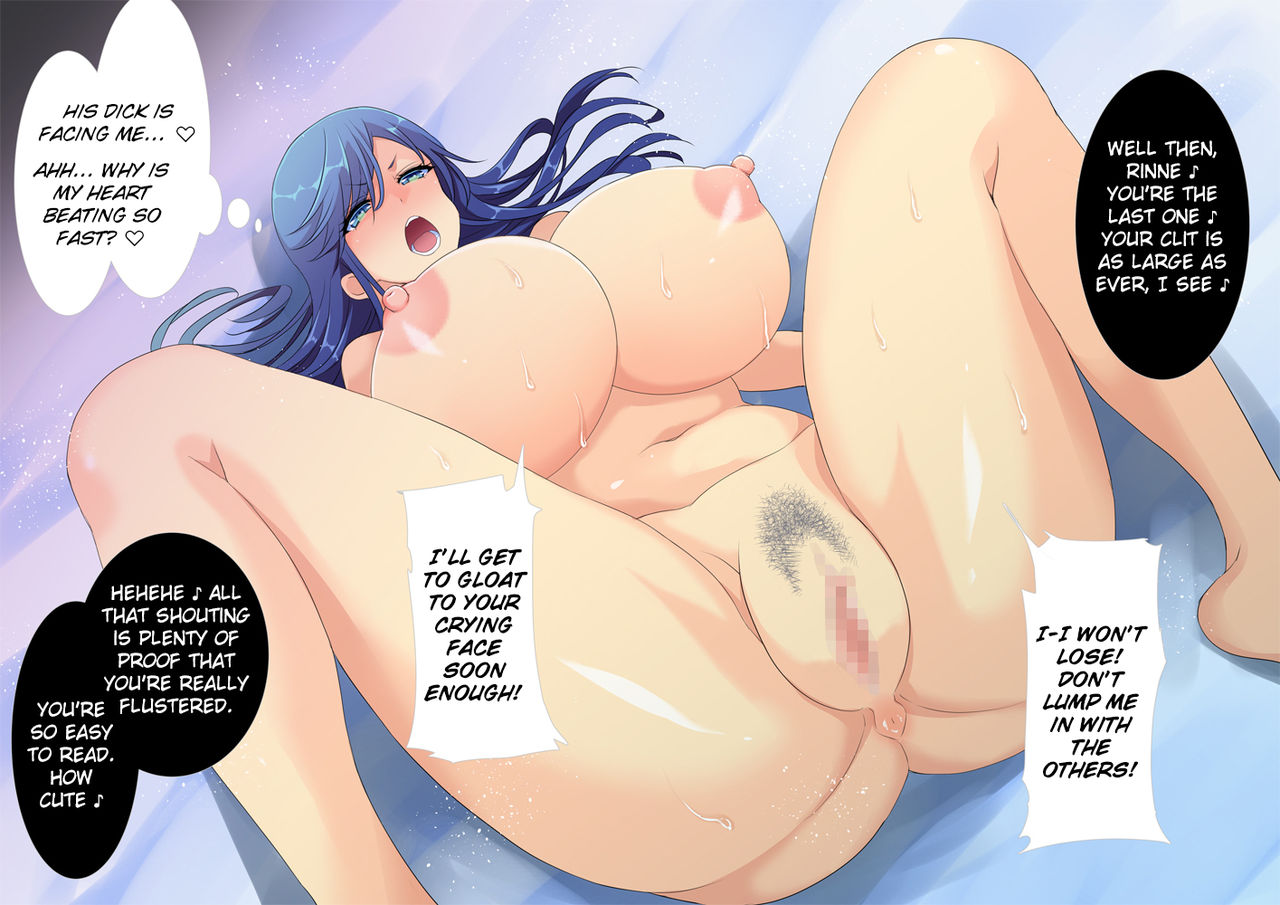 HIS DICK IS
FACING ME... ♡
AHH... WHY IS
MY HEART
BEATING SO
FAST? ♡
WELL THEN,
RINNE ♪
YOU'RE THE
LAST ONE ♪
YOUR CLIT IS
AS LARGE AS
EVER, I SEE ♪
I'LL GET
TO GLOAT
TO YOUR
CRYING
FACE
SOON
ENOUGH!
I-I WON'T
LOSE!
DON'T
LUMP ME
IN WITH
THE
OTHERS!
HEHEHE ♪ ALL
THAT SHOUTING
IS PLENTY OF
PROOF THAT
YOU'RE REALLY
FLUSTERED.
YOU'RE
SO EASY
TO READ.
HOW
CUTE ♪